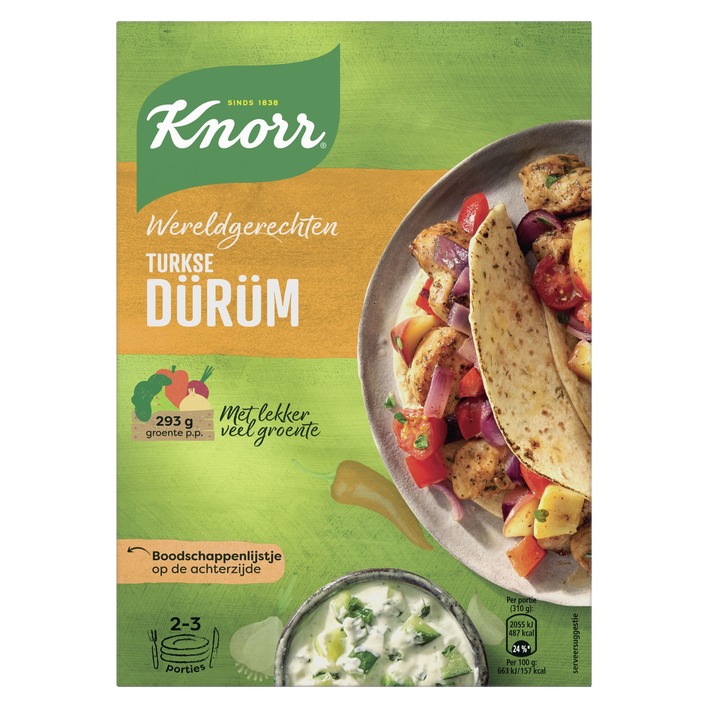 SINDS 1838
Knorr®
Wereldgerechten
TURKSE
DÜRÜM
293 g
groente p.p.
Met lekker
veel groente
Boodschappenlijstje
op de achterzijde
2-3
porties
Per portie
(310 g):
2055 kJ
487 kcal
24 %*
Per 100 g:
663 kJ/157 kcal
serveersuggestie